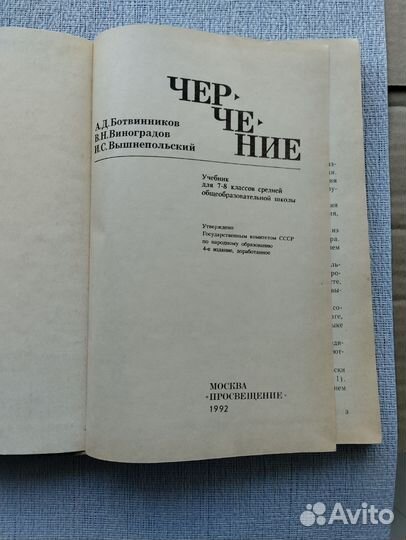 ЧЕР-
ЧЕ-
НИЕ
А.Д.Ботвинников
В.Н.Виноградов
И.С.Вышнепольский
Учебник
для 7-8 классов средней
общеобразовательной школы
Утверждено
Государственным комитетом СССР
по народному образованию
4-е издание, доработанное
МОСКВА
«ПРОСВЕЩЕНИЕ»
1992
3
Avito